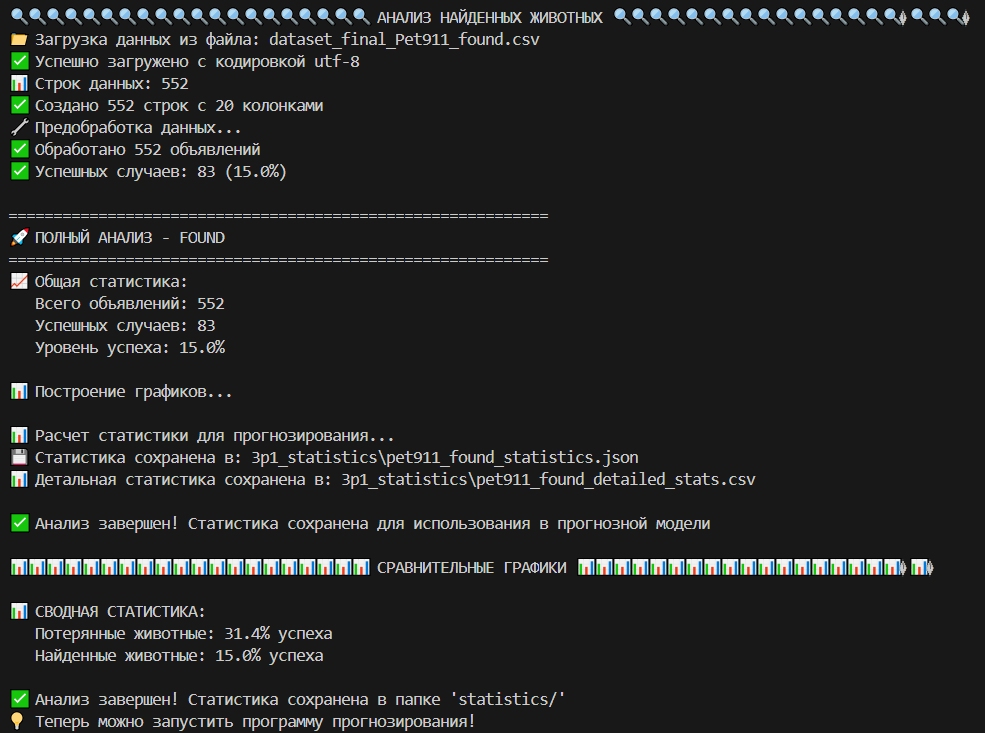 АНАЛИЗ НАЙДЕННЫХ ЖИВОТНЫХ
Загрузка данных из файла: dataset_final_Pet911_found.csv
Успешно загружено с кодировкой utf-8
Строк данных: 552
Создано 552 строк с 20 колонками
Предобработка данных...
Обработано 552 объявлений
Успешных случаев: 83 (15.0%)
============================================================
ПОЛНЫЙ АНАЛИЗ - FOUND
============================================================
Общая статистика:
Всего объявлений: 552
Успешных случаев: 83
Уровень успеха: 15.0%
Построение графиков...
Расчет статистики для прогнозирования...
Статистика сохранена в: 3p1_statistics\pet911_found_statistics.json
Детальная статистика сохранена в: 3p1_statistics\pet911_found_detailed_stats.csv
Анализ завершен! Статистика сохранена для использования в прогнозной модели
СРАВНИТЕЛЬНЫЕ ГРАФИКИ
СВОДНАЯ СТАТИСТИКА:
Потерянные животные: 31.4% успеха
Найденные животные: 15.0% успеха
Анализ завершен! Статистика сохранена в папке 'statistics/'
Теперь можно запустить программу прогнозирования!